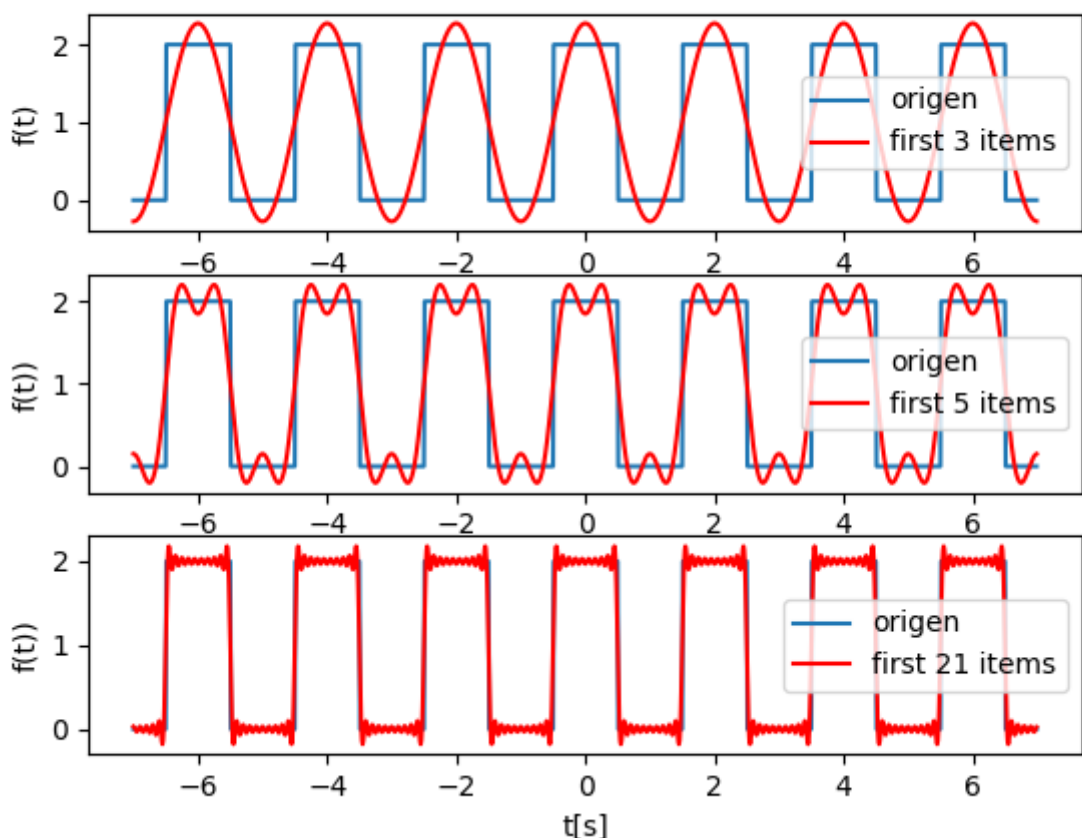 f(t)
2
1
0
origen
first 3 items
−6 −4 −2 0 2 4 6
f(t))
2
1
0
origen
first 5 items
−6 −4 −2 0 2 4 6
f(t))
2
1
0
origen
first 21 items
−6 −4 −2 0 2 4 6
t[s]